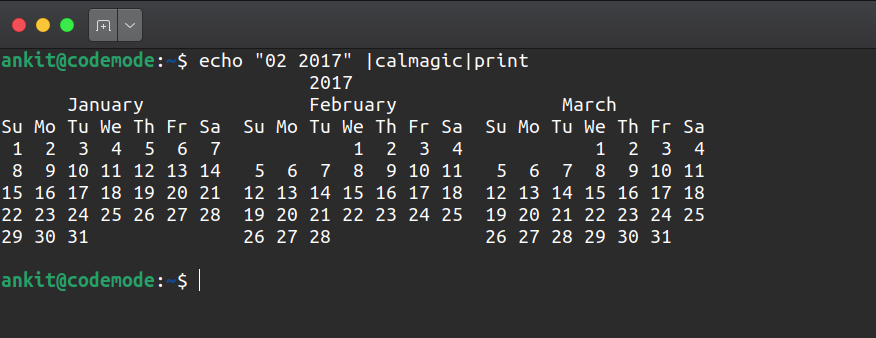 ankit@codemode:~$ echo "02 2017" |calmagic|print
                            2017
      January               February               March
Su Mo Tu We Th Fr Sa  Su Mo Tu We Th Fr Sa  Su Mo Tu We Th Fr Sa
 1  2  3  4  5  6  7            1  2  3  4            1  2  3  4
 8  9 10 11 12 13 14   5  6  7  8  9 10 11   5  6  7  8  9 10 11
15 16 17 18 19 20 21  12 13 14 15 16 17 18  12 13 14 15 16 17 18
22 23 24 25 26 27 28  19 20 21 22 23 24 25  19 20 21 22 23 24 25
29 30 31              26 27 28              26 27 28 29 30 31
ankit@codemode:~$